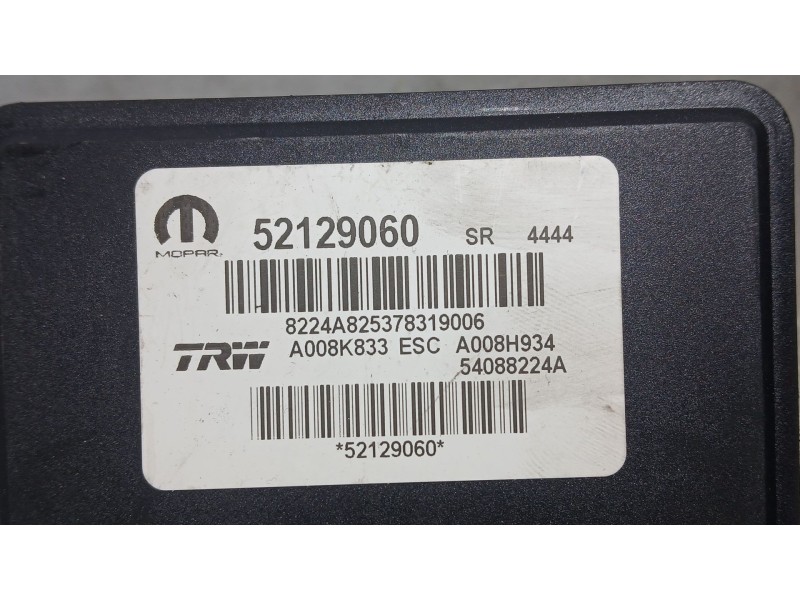 52129060 SR 4444
MOPAR
8224A825378319006
TRW A008K833 ESC A008H934
54088224A
*52129060*